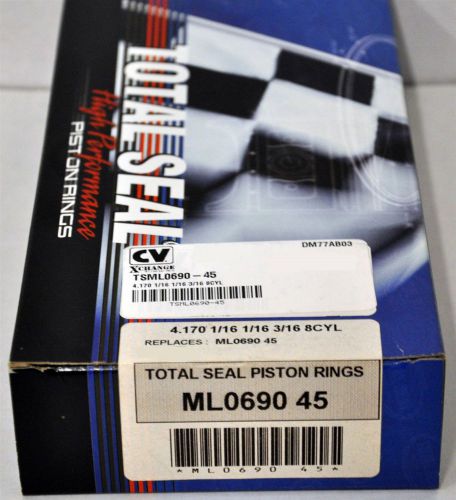 TOTAL SEAL
High Performance
PISTON RINGS
CV
XCHANGE
DM77AB03
TSML0690-45
4.170 1/16 1/16 3/16 8CYL
TSML0690-45
4.170 1/16 1/16 3/16 8CYL
REPLACES : ML0690 45
TOTAL SEAL PISTON RINGS
ML0690 45
*ML0690 45*